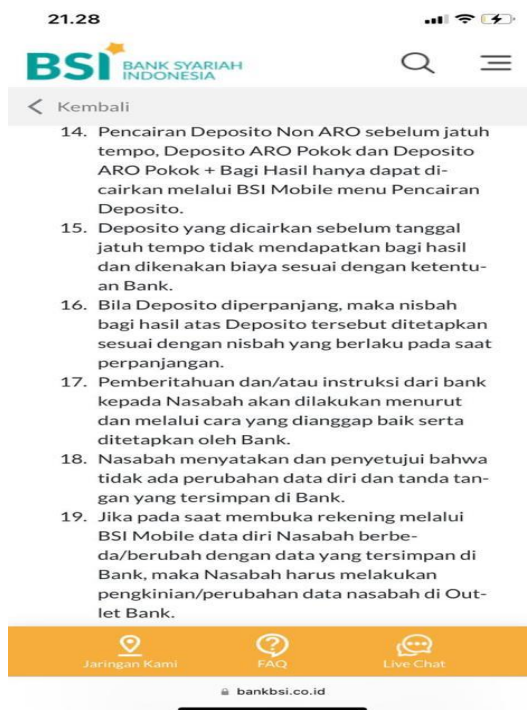 21.28
BSI BANK SYARIAH
INDONESIA
Kembali
14. Pencairan Deposito Non ARO sebelum jatuh
tempo, Deposito ARO Pokok dan Deposito
ARO Pokok + Bagi Hasil hanya dapat di-
cairkan melalui BSI Mobile menu Pencairan
Deposito.
15. Deposito yang dicairkan sebelum tanggal
jatuh tempo tidak mendapatkan bagi hasil
dan dikenakan biaya sesuai dengan ketentu-
an Bank.
16. Bila Deposito diperpanjang, maka nisbah
bagi hasil atas Deposito tersebut ditetapkan
sesuai dengan nisbah yang berlaku pada saat
perpanjangan.
17. Pemberitahuan dan/atau instruksi dari bank
kepada Nasabah akan dilakukan menurut
dan melalui cara yang dianggap baik serta
ditetapkan oleh Bank.
18. Nasabah menyatakan dan penyetujui bahwa
tidak ada perubahan data diri dan tanda tan-
gan yang tersimpan di Bank.
19. Jika pada saat membuka rekening melalui
BSI Mobile data diri Nasabah berbe-
da/berubah dengan data yang tersimpan di
Bank, maka Nasabah harus melakukan
pengkinian/perubahan data nasabah di Out-
let Bank.
Jaringan Kami FAQ Live Chat
bankbsi.co.id